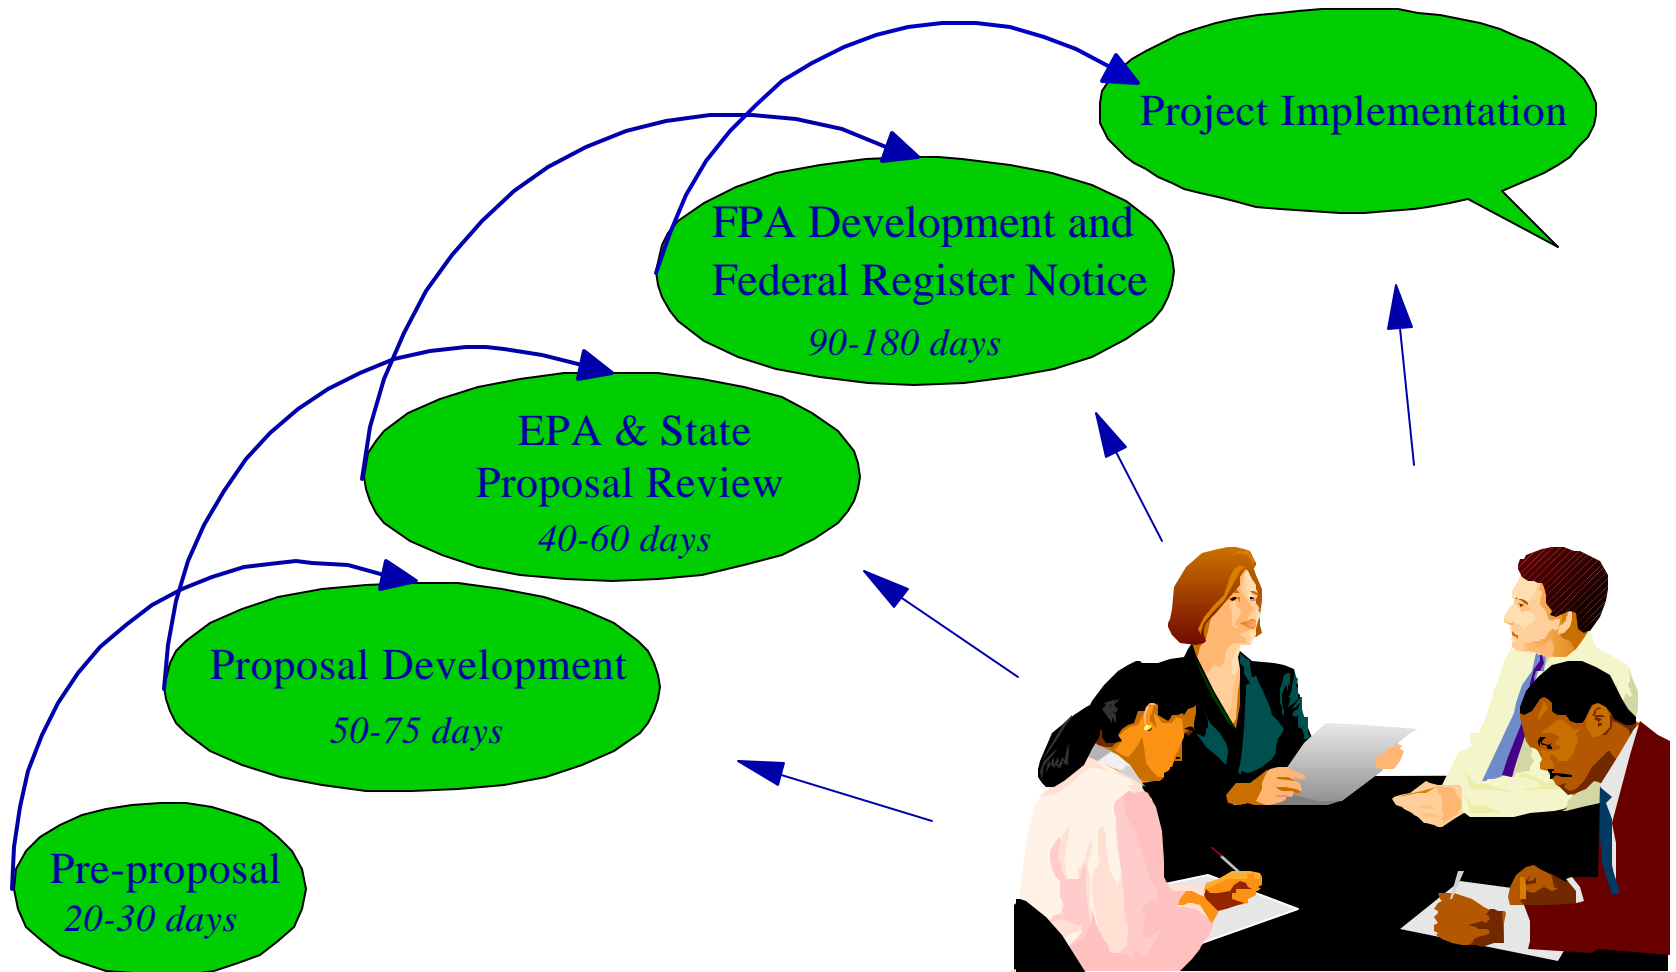 Project Implementation
FPA Development and
Federal Register Notice
90-180 days
EPA & State
Proposal Review
40-60 days
Proposal Development
50-75 days
Pre-proposal
20-30 days